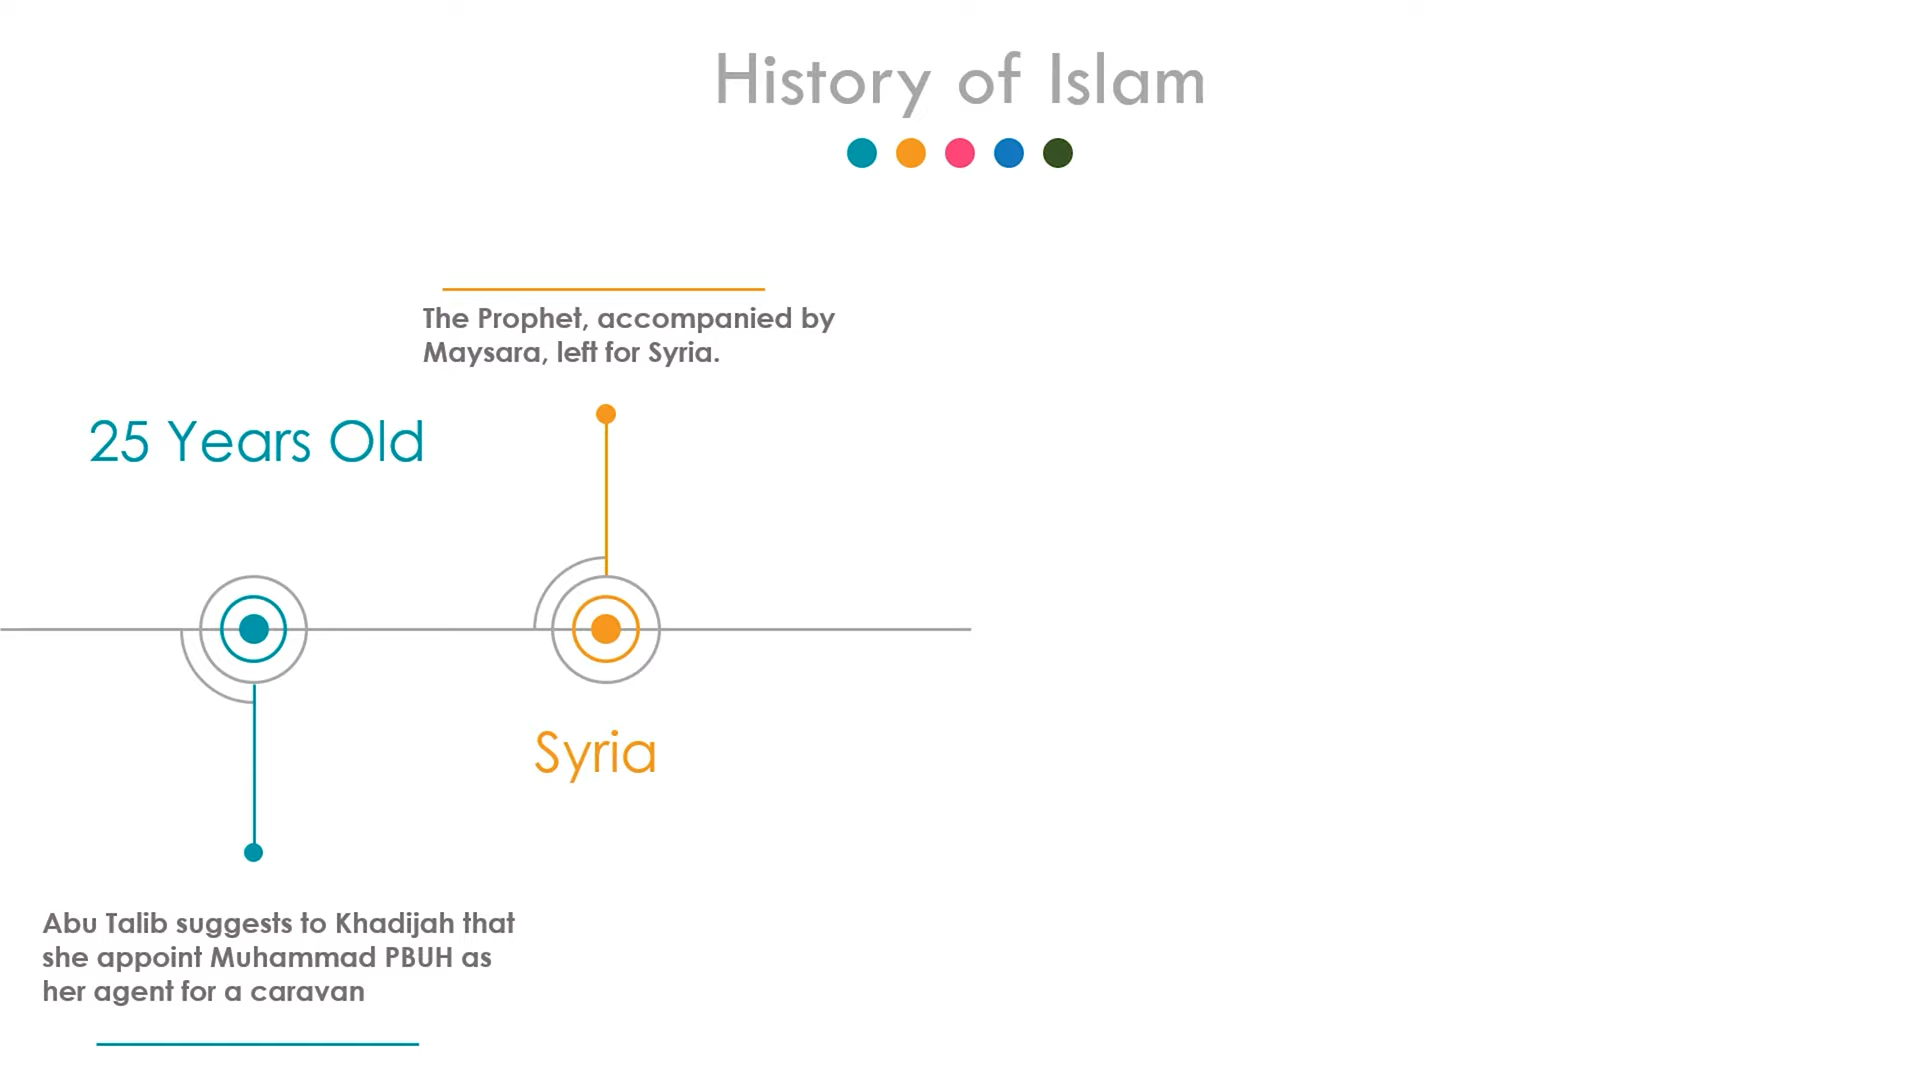 History of Islam
The Prophet, accompanied by
Maysara, left for Syria.
25 Years Old
Syria
Abu Talib suggests to Khadijah that
she appoint Muhammad PBUH as
her agent for a caravan